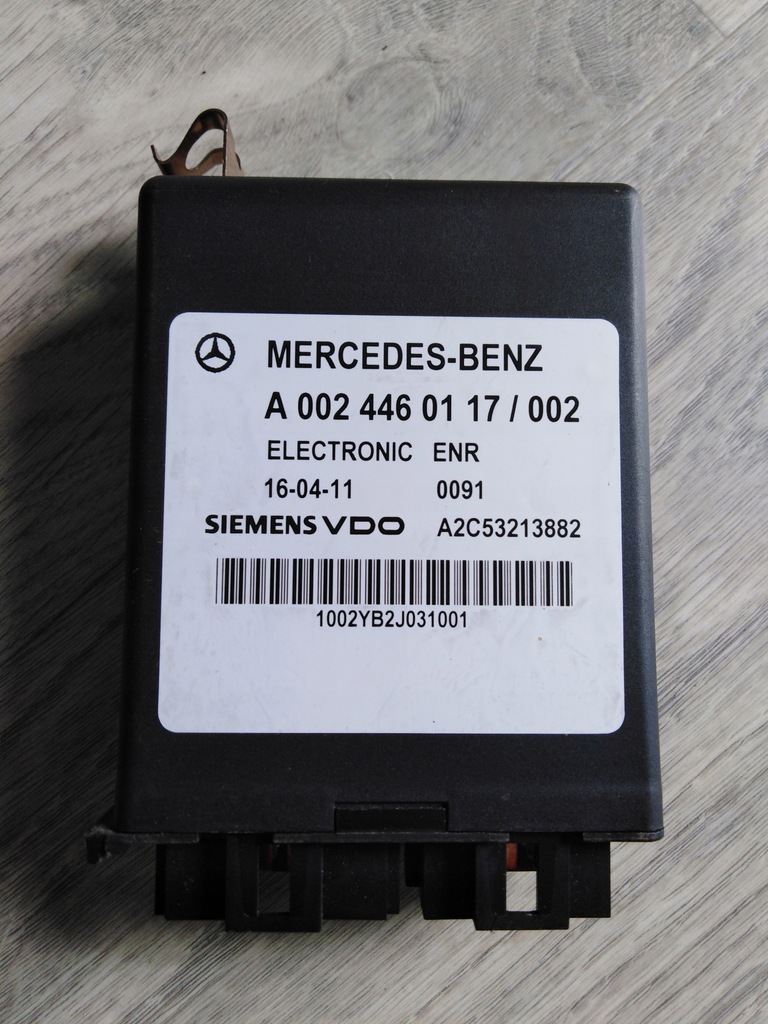 MERCEDES-BENZ
A 002 446 01 17 / 002
ELECTRONIC ENR
16-04-11 0091
SIEMENS VDO A2C53213882
1002YB2J031001